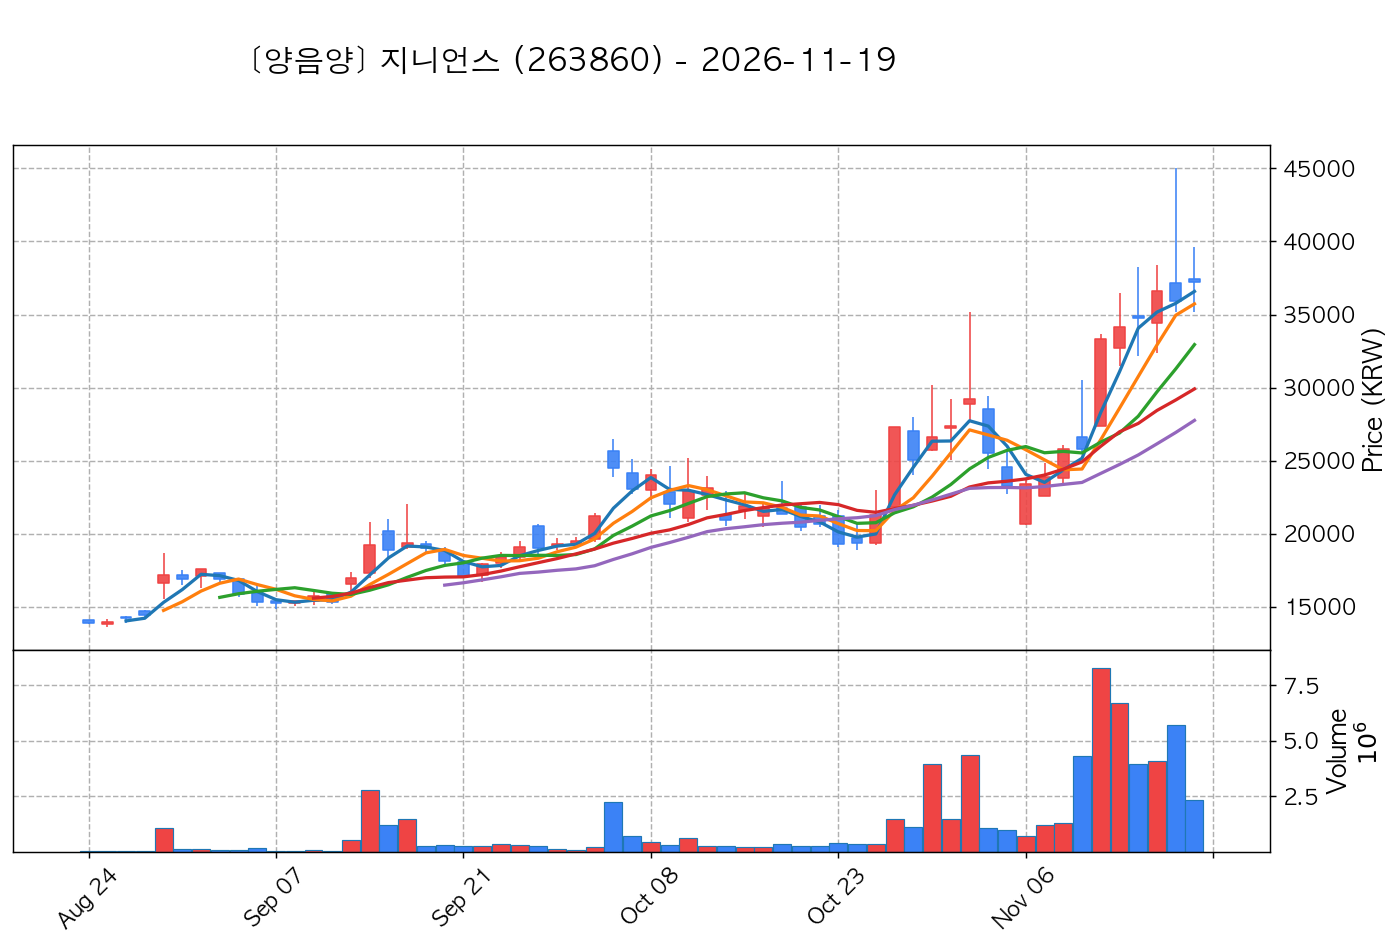 [양음양] 지니언스 (263860) - 2026-11-19
45000
40000
35000
30000
25000
20000
15000
Price (KRW)
7.5
5.0
2.5
Volume
10⁶
Aug 24
Sep 07
Sep 21
Oct 08
Oct 23
Nov 06